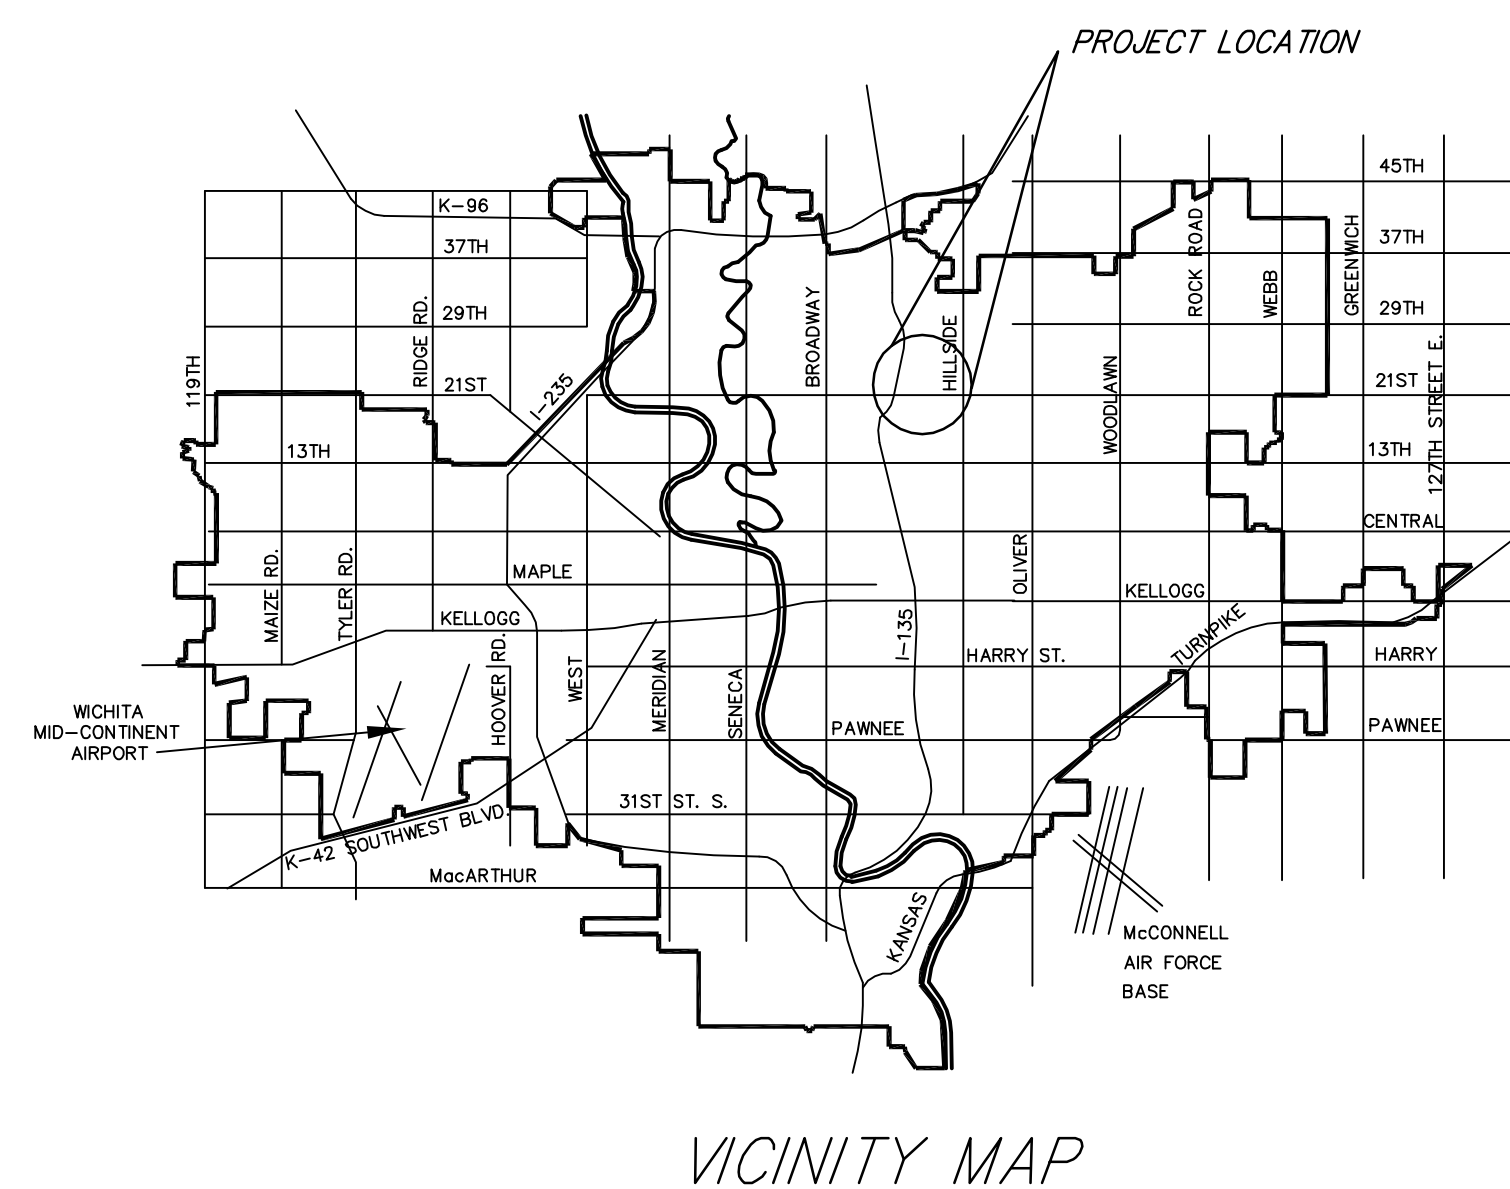 PROJECT LOCATION
45TH
K-96
37TH
37TH
ROCK ROAD
WEBB
GREENWICH
29TH
29TH
RIDGE RD.
BROADWAY
HILLSIDE
119TH
21ST
I-235
21ST
WOODLAWN
127TH STREET E.
13TH
13TH
CENTRAL
MAIZE RD.
TYLER RD.
MAPLE
OLIVER
KELLOGG
KELLOGG
I-135
TURNPIKE
HOOVER RD.
WEST
MERIDIAN
SENECA
HARRY ST.
HARRY
WICHITA
MID-CONTINENT
AIRPORT
PAWNEE
PAWNEE
31ST ST. S.
K-42 SOUTHWEST BLVD.
MacARTHUR
KANSAS
McCONNELL
AIR FORCE
BASE
VICINITY MAP